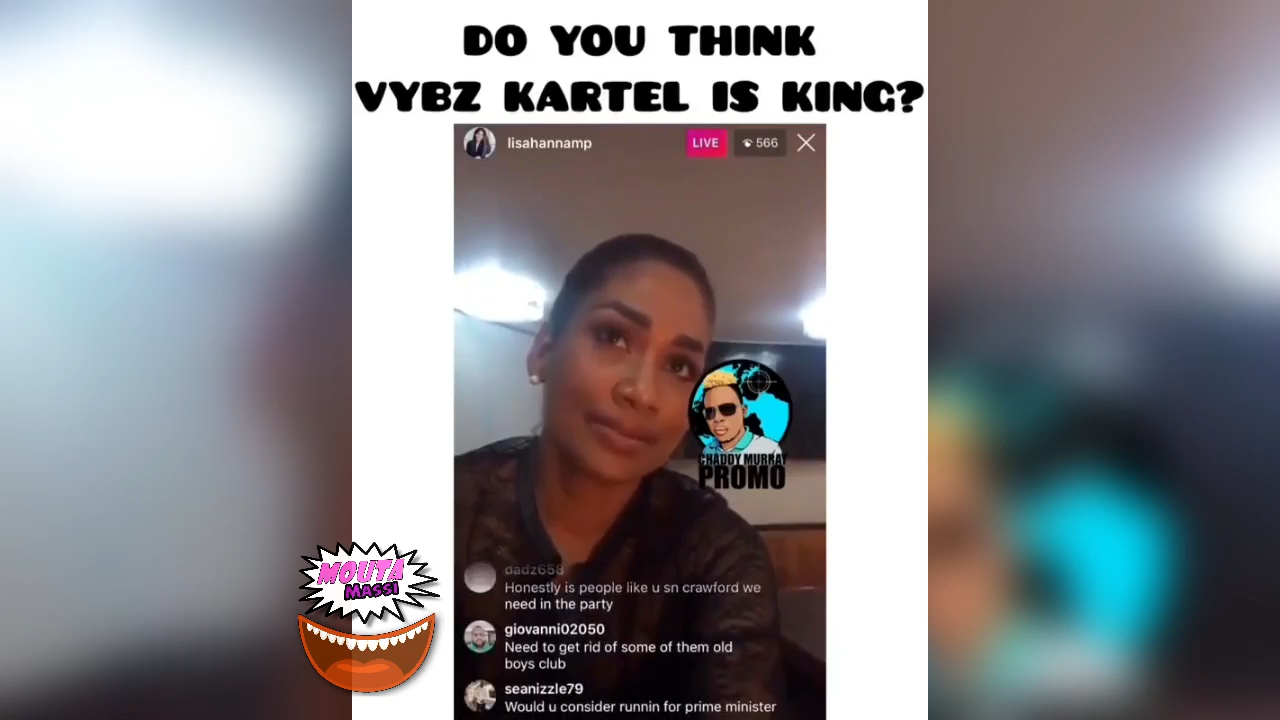 DO YOU THINK
VYBZ KARTEL IS KING?
lisahannamp
LIVE
566
CHADDY MURRAY
PROMO
MOUTA
MASSI
dadz658
Honestly is people like u sn crawford we
need in the party
giovanni02050
Need to get rid of some of them old
boys club
seanizzle79
Would u consider runnin for prime minister